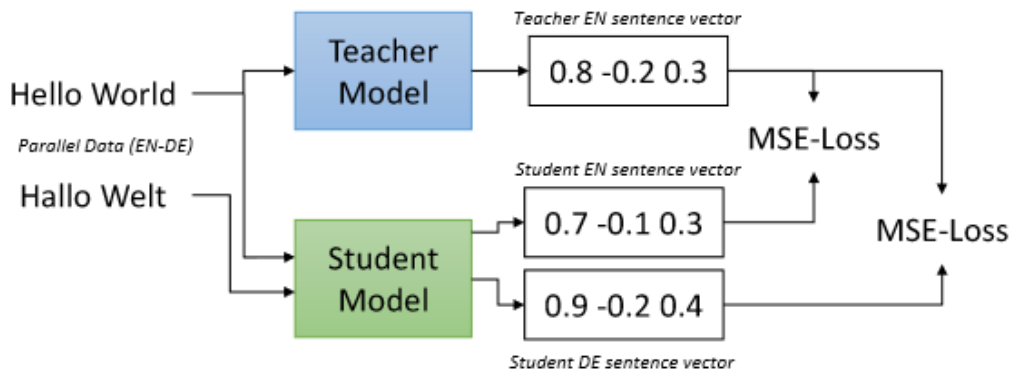 Teacher EN sentence vector
Teacher
Model
0.8 -0.2 0.3
Hello World
Parallel Data (EN-DE)
MSE-Loss
Student EN sentence vector
Hallo Welt
0.7 -0.1 0.3
MSE-Loss
Student
Model
0.9 -0.2 0.4
Student DE sentence vector